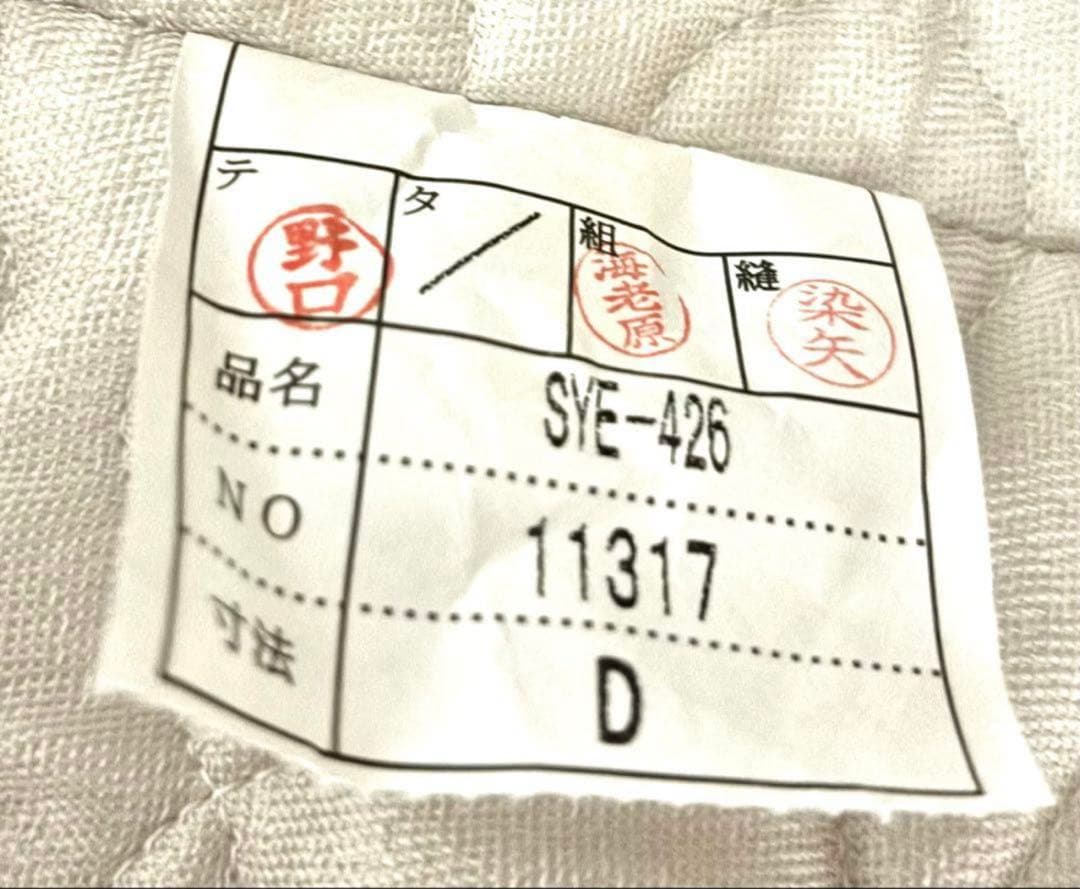 テ タ 組 縫
野口 海老原 染矢
品名 SYE-426
NO 11317
寸法 D